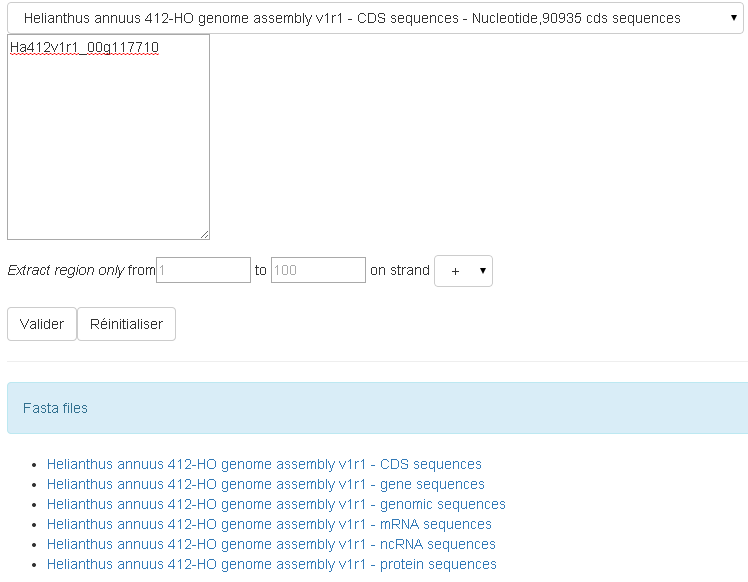 Helianthus annuus 412-HO genome assembly v1r1 - CDS sequences - Nucleotide,90935 cds sequences
Ha412v1r1_00g117710
Extract region only from 1 to 100 on strand +
Valider Réinitialiser
Fasta files
Helianthus annuus 412-HO genome assembly v1r1 - CDS sequences
Helianthus annuus 412-HO genome assembly v1r1 - gene sequences
Helianthus annuus 412-HO genome assembly v1r1 - genomic sequences
Helianthus annuus 412-HO genome assembly v1r1 - mRNA sequences
Helianthus annuus 412-HO genome assembly v1r1 - ncRNA sequences
Helianthus annuus 412-HO genome assembly v1r1 - protein sequences